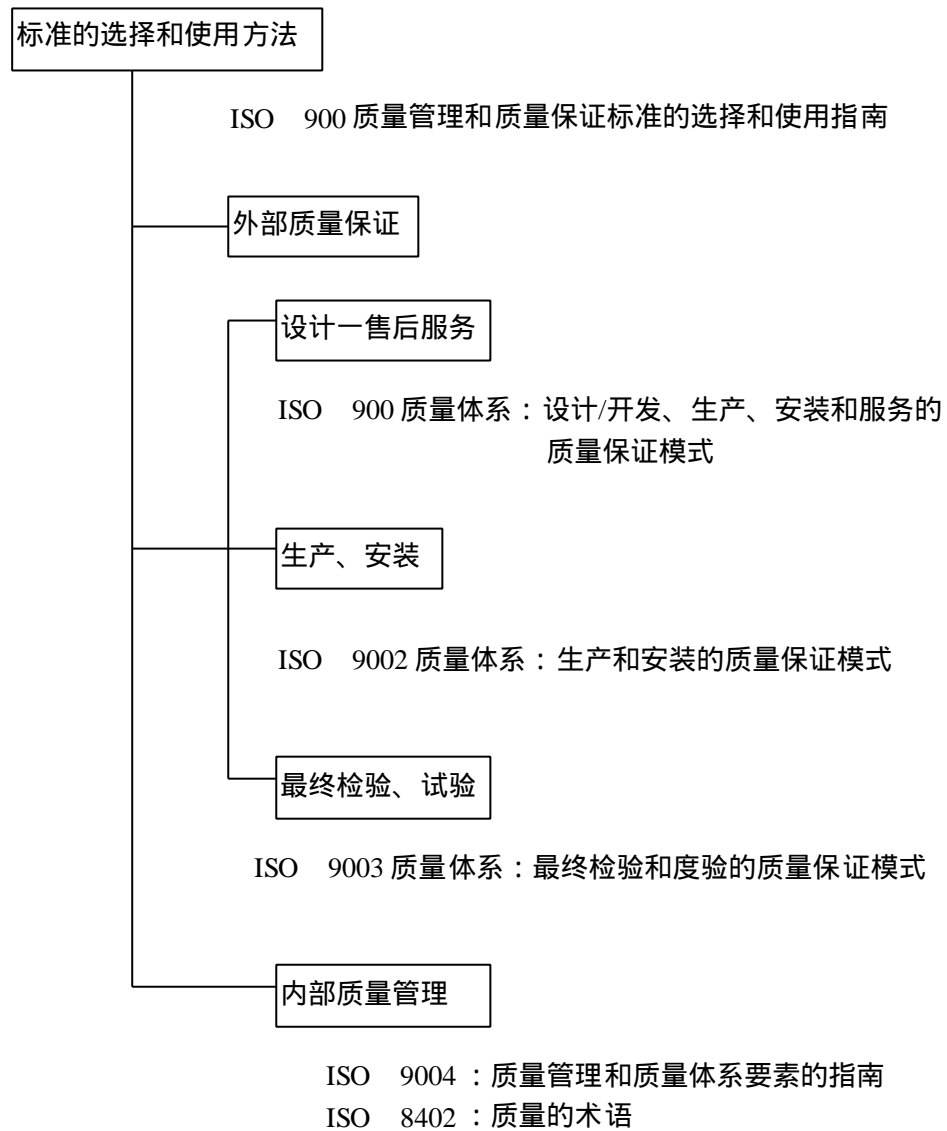 标准的选择和使用方法
ISO 900 质量管理和质量保证标准的选择和使用指南
外部质量保证
设计一售后服务
ISO 900 质量体系：设计/开发、生产、安装和服务的
质量保证模式
生产、安装
ISO 9002 质量体系：生产和安装的质量保证模式
最终检验、试验
ISO 9003 质量体系：最终检验和度验的质量保证模式
内部质量管理
ISO 9004：质量管理和质量体系要素的指南
ISO 8402：质量的术语